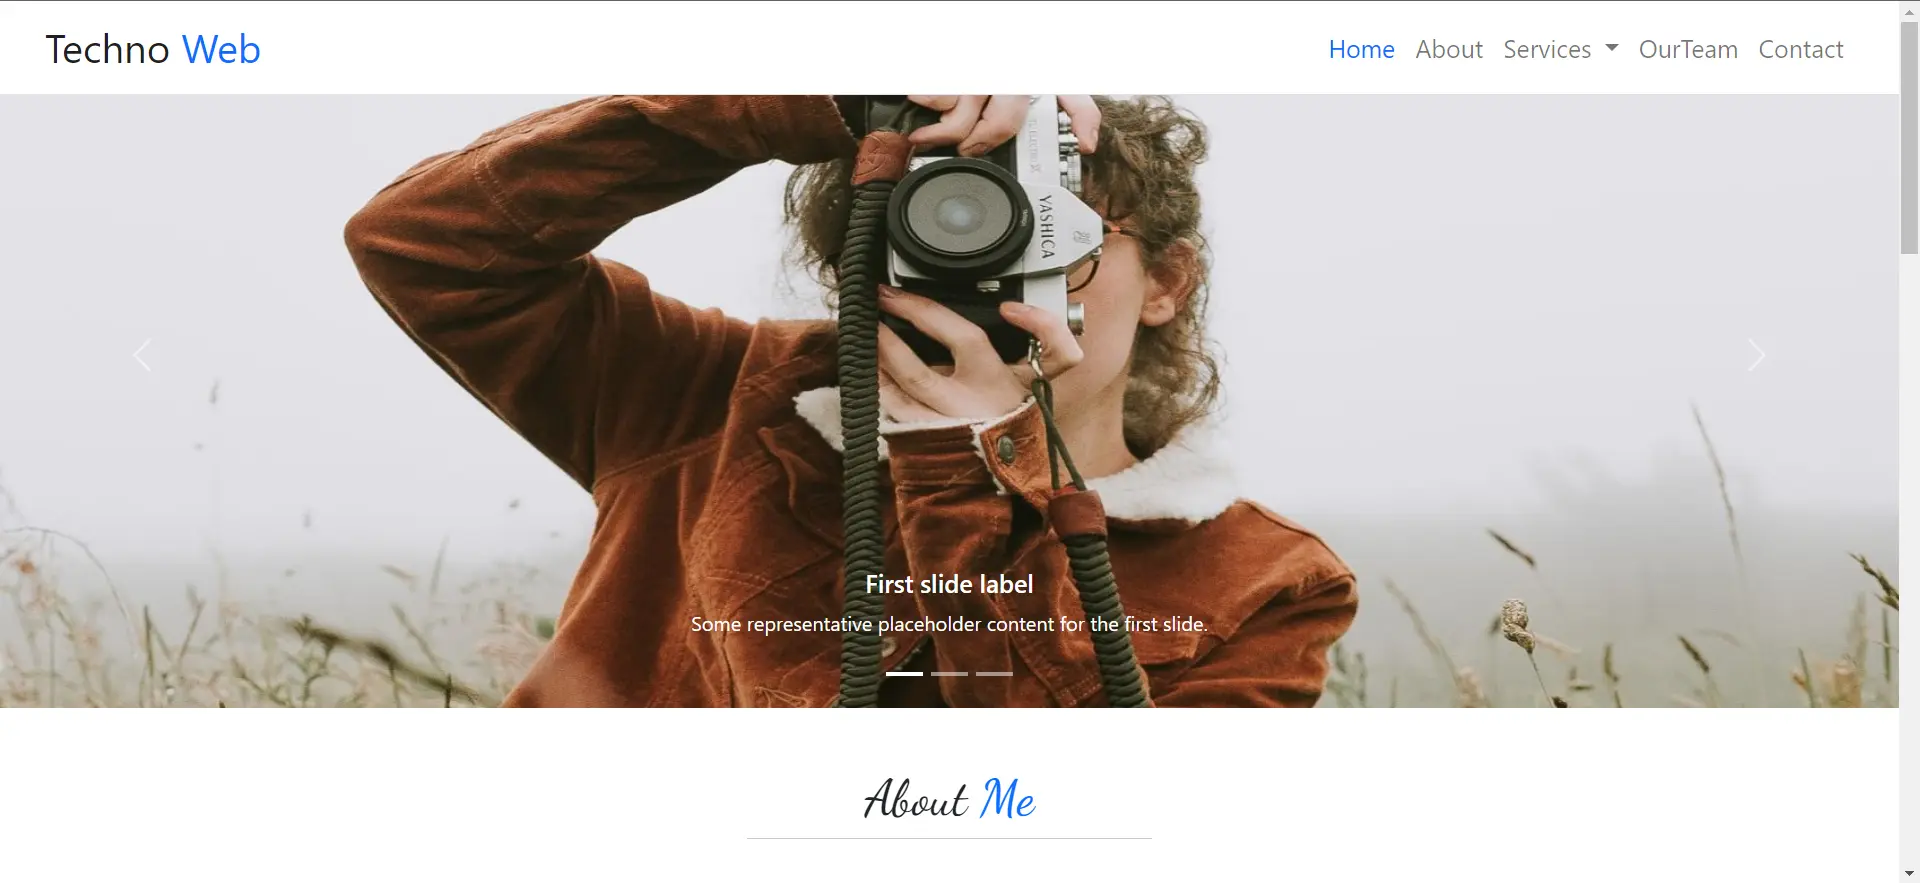 Techno Web
Home About Services OurTeam Contact
YASHICA
First slide label
Some representative placeholder content for the first slide.
About Me